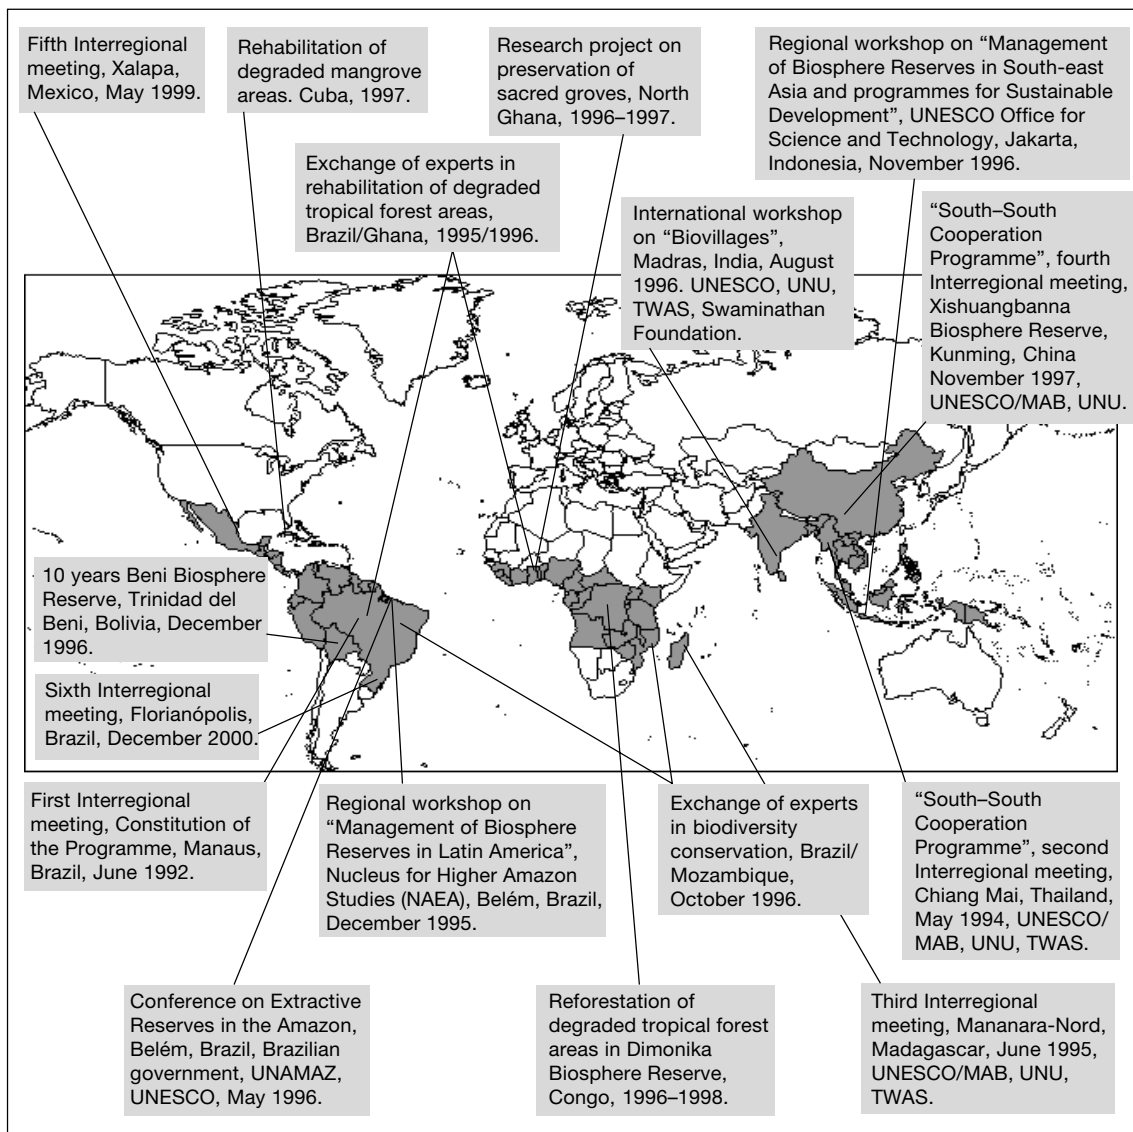 Fifth Interregional
meeting, Xalapa,
Mexico, May 1999.
Rehabilitation of
degraded mangrove
areas. Cuba, 1997.
Research project on
preservation of
sacred groves, North
Ghana, 1996–1997.
Regional workshop on “Management
of Biosphere Reserves in South-east
Asia and programmes for Sustainable
Development”, UNESCO Office for
Science and Technology, Jakarta,
Indonesia, November 1996.
Exchange of experts in
rehabilitation of degraded
tropical forest areas,
Brazil/Ghana, 1995/1996.
International workshop
on “Biovillages”,
Madras, India, August
1996. UNESCO, UNU,
TWAS, Swaminathan
Foundation.
“South–South
Cooperation
Programme”, fourth
Interregional meeting,
Xishuangbanna
Biosphere Reserve,
Kunming, China
November 1997,
UNESCO/MAB, UNU.
10 years Beni Biosphere
Reserve, Trinidad del
Beni, Bolivia, December
1996.
Sixth Interregional
meeting, Florianópolis,
Brazil, December 2000.
First Interregional
meeting, Constitution of
the Programme, Manaus,
Brazil, June 1992.
Regional workshop on
“Management of Biosphere
Reserves in Latin America”,
Nucleus for Higher Amazon
Studies (NAEA), Belém, Brazil,
December 1995.
Exchange of experts
in biodiversity
conservation, Brazil/
Mozambique,
October 1996.
“South–South
Cooperation
Programme”, second
Interregional meeting,
Chiang Mai, Thailand,
May 1994, UNESCO/
MAB, UNU, TWAS.
Conference on Extractive
Reserves in the Amazon,
Belém, Brazil, Brazilian
government, UNAMAZ,
UNESCO, May 1996.
Reforestation of
degraded tropical forest
areas in Dimonika
Biosphere Reserve,
Congo, 1996–1998.
Third Interregional
meeting, Mananara-Nord,
Madagascar, June 1995,
UNESCO/MAB, UNU,
TWAS.